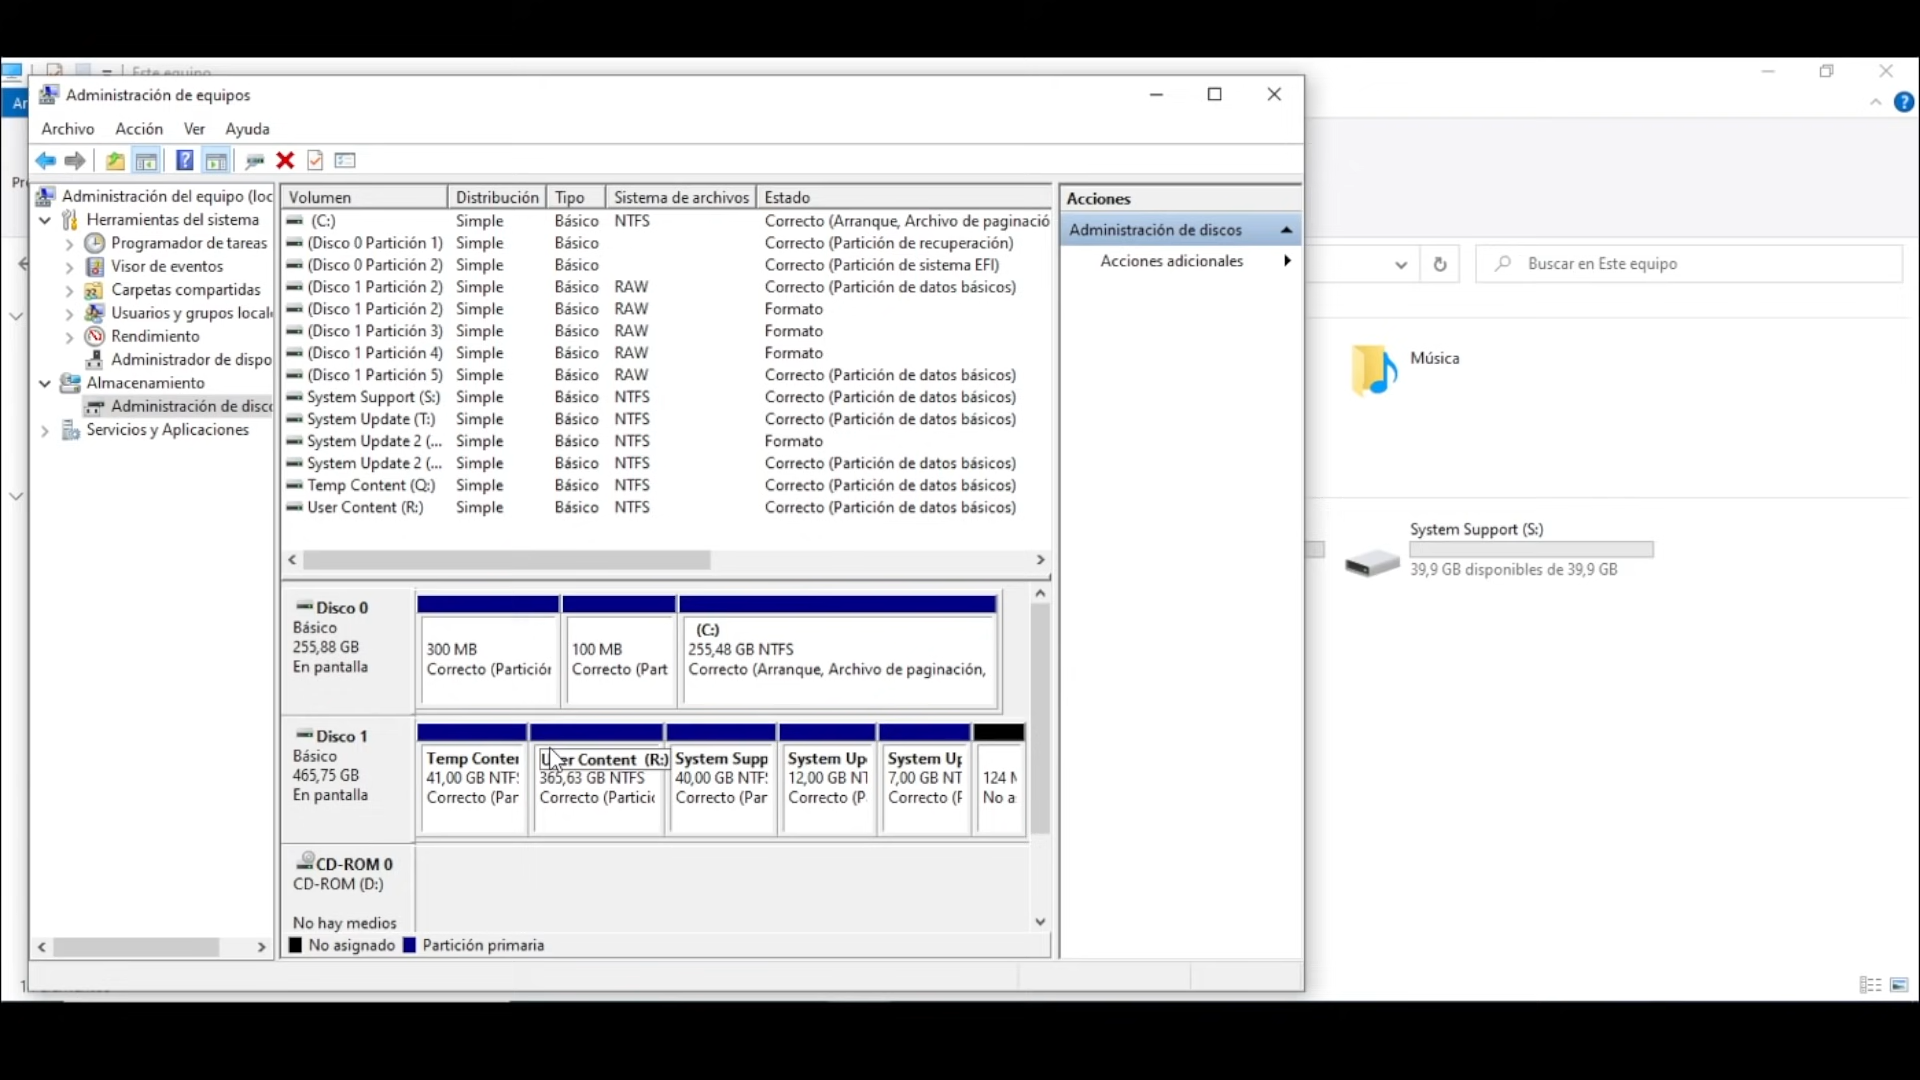 Este equipo
Administración de equipos
Archivo Acción Ver Ayuda
Administración del equipo (loc
Herramientas del sistema
Programador de tareas
Visor de eventos
Carpetas compartidas
Usuarios y grupos local
Rendimiento
Administrador de dispo
Almacenamiento
Administración de disco
Servicios y Aplicaciones
Volumen Distribución Tipo Sistema de archivos Estado
(C:) Simple Básico NTFS Correcto (Arranque, Archivo de paginació
(Disco 0 Partición 1) Simple Básico Correcto (Partición de recuperación)
(Disco 0 Partición 2) Simple Básico Correcto (Partición de sistema EFI)
(Disco 1 Partición 2) Simple Básico RAW Correcto (Partición de datos básicos)
(Disco 1 Partición 2) Simple Básico RAW Formato
(Disco 1 Partición 3) Simple Básico RAW Formato
(Disco 1 Partición 4) Simple Básico RAW Formato
(Disco 1 Partición 5) Simple Básico RAW Correcto (Partición de datos básicos)
System Support (S:) Simple Básico NTFS Correcto (Partición de datos básicos)
System Update (T:) Simple Básico NTFS Correcto (Partición de datos básicos)
System Update 2 (... Simple Básico NTFS Formato
System Update 2 (... Simple Básico NTFS Correcto (Partición de datos básicos)
Temp Content (Q:) Simple Básico NTFS Correcto (Partición de datos básicos)
User Content (R:) Simple Básico NTFS Correcto (Partición de datos básicos)
Disco 0
Básico
255,88 GB
En pantalla
300 MB
Correcto (Partición
100 MB
Correcto (Part
(C:)
255,48 GB NTFS
Correcto (Arranque, Archivo de paginación,
Disco 1
Básico
465,75 GB
En pantalla
Temp Conter
41,00 GB NTFS
Correcto (Par
User Content (R:)
365,63 GB NTFS
Correcto (Partició
System Supp
40,00 GB NTFS
Correcto (Par
System Up
12,00 GB NT
Correcto (P
System Up
7,00 GB NT
Correcto (P
124 M
No a
CD-ROM 0
CD-ROM (D:)
No hay medios
No asignado Partición primaria
Acciones
Administración de discos
Acciones adicionales
Buscar en Este equipo
Música
System Support (S:)
39,9 GB disponibles de 39,9 GB